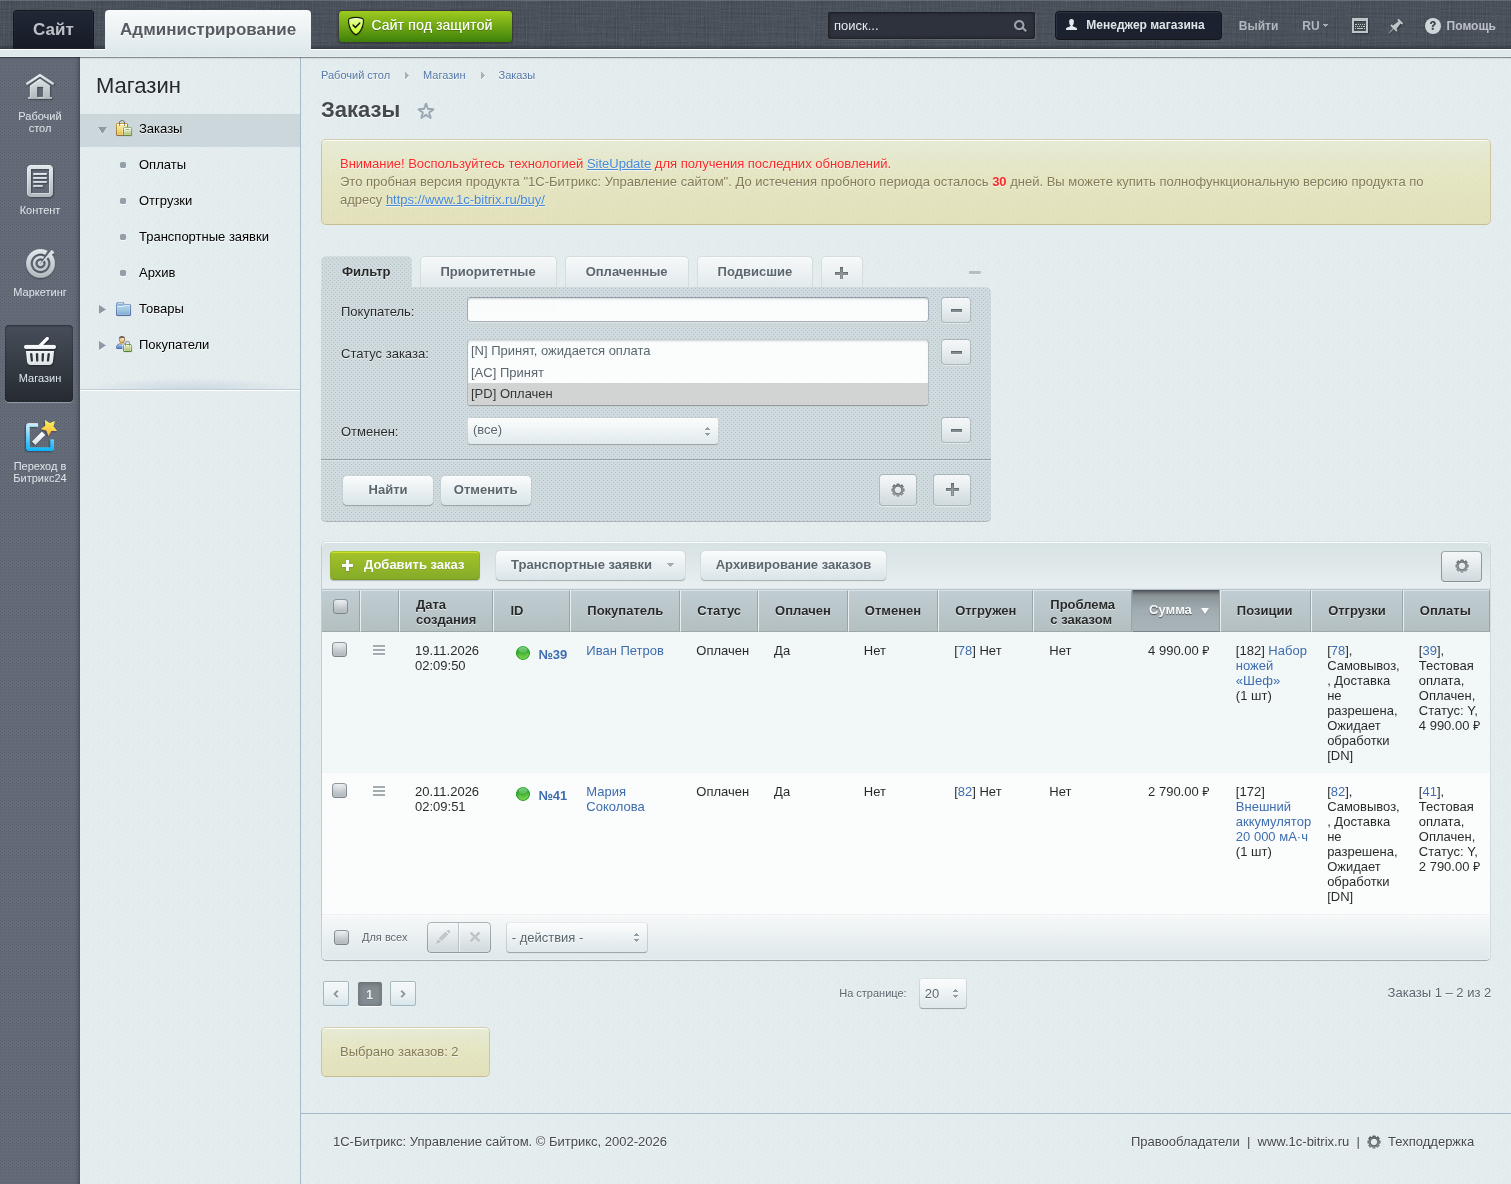 Сайт
Администрирование
Сайт под защитой
поиск...
Менеджер магазина
Выйти
RU
Помощь
Рабочий
стол
Контент
Маркетинг
Магазин
Переход в
Битрикс24
Магазин
Заказы
Оплаты
Отгрузки
Транспортные заявки
Архив
Товары
Покупатели
Рабочий стол
Магазин
Заказы
Заказы
Внимание! Воспользуйтесь технологией SiteUpdate для получения последних обновлений.
Это пробная версия продукта "1С-Битрикс: Управление сайтом". До истечения пробного периода осталось 30 дней. Вы можете купить полнофункциональную версию продукта по
адресу https://www.1c-bitrix.ru/buy/
Фильтр
Приоритетные
Оплаченные
Подвисшие
Покупатель:
Статус заказа:
[N] Принят, ожидается оплата
[AC] Принят
[PD] Оплачен
Отменен:
(все)
Найти
Отменить
Добавить заказ
Транспортные заявки
Архивирование заказов
Дата
создания
ID
Покупатель
Статус
Оплачен
Отменен
Отгружен
Проблема
с заказом
Сумма
Позиции
Отгрузки
Оплаты
19.11.2026
02:09:50
№39
Иван Петров
Оплачен
Да
Нет
[78] Нет
Нет
4 990.00 ₽
[182] Набор
ножей
«Шеф»
(1 шт)
[78],
Самовывоз,
, Доставка
не
разрешена,
Ожидает
обработки
[DN]
[39],
Тестовая
оплата,
Оплачен,
Статус: Y,
4 990.00 ₽
20.11.2026
02:09:51
№41
Мария
Соколова
Оплачен
Да
Нет
[82] Нет
Нет
2 790.00 ₽
[172]
Внешний
аккумулятор
20 000 мА·ч
(1 шт)
[82],
Самовывоз,
, Доставка
не
разрешена,
Ожидает
обработки
[DN]
[41],
Тестовая
оплата,
Оплачен,
Статус: Y,
2 790.00 ₽
Для всех
- действия -
1
На странице:
20
Заказы 1 – 2 из 2
Выбрано заказов: 2
1С-Битрикс: Управление сайтом. © Битрикс, 2002-2026
Правообладатели | www.1c-bitrix.ru | Техподдержка